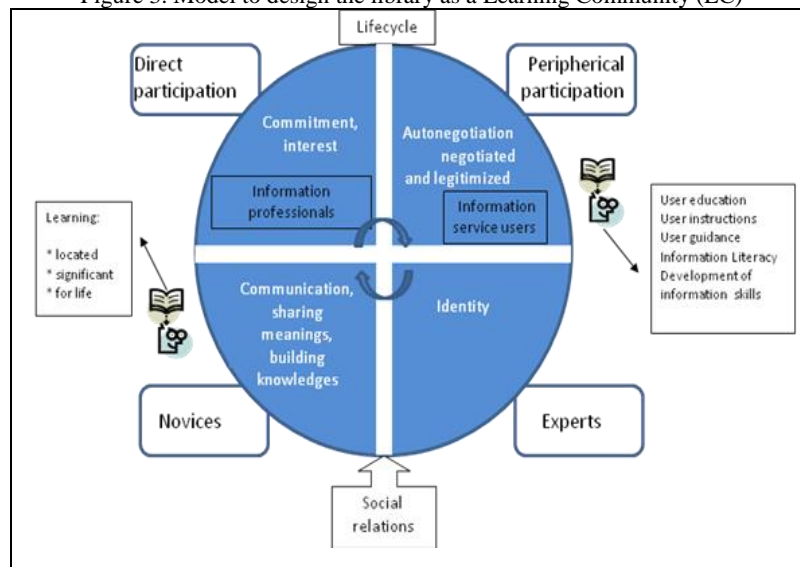 Figure 3: Model to design the library as a Learning Community (LC)
Lifecycle
Direct
participation
Peripherical
participation
Commitment,
interest
Autonegotiation
negotiated
and legitimized
Information
professionals
Information
service users
Learning:
* located
* significant
* for life
User education
User instructions
User guidance
Information Literacy
Development of
information skills
Communication,
sharing
meanings,
building
knowledges
Identity
Novices
Experts
Social
relations